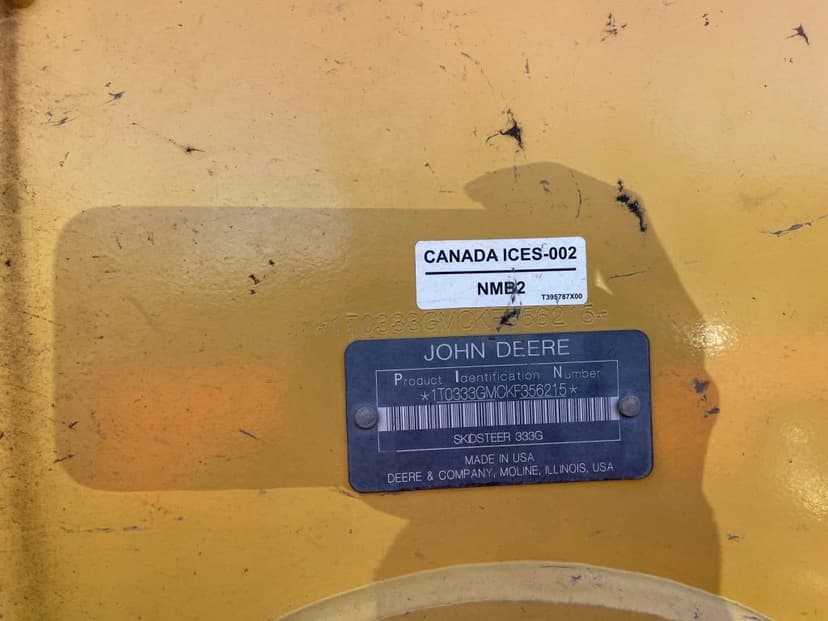 CANADA ICES-002
NMB2
T395787X00
*1T0333GMCKF356215*
JOHN DEERE
Product Identification Number
*1T0333GMCKF356215*
SKIDSTEER 333G
MADE IN USA
DEERE & COMPANY, MOLINE, ILLINOIS, USA